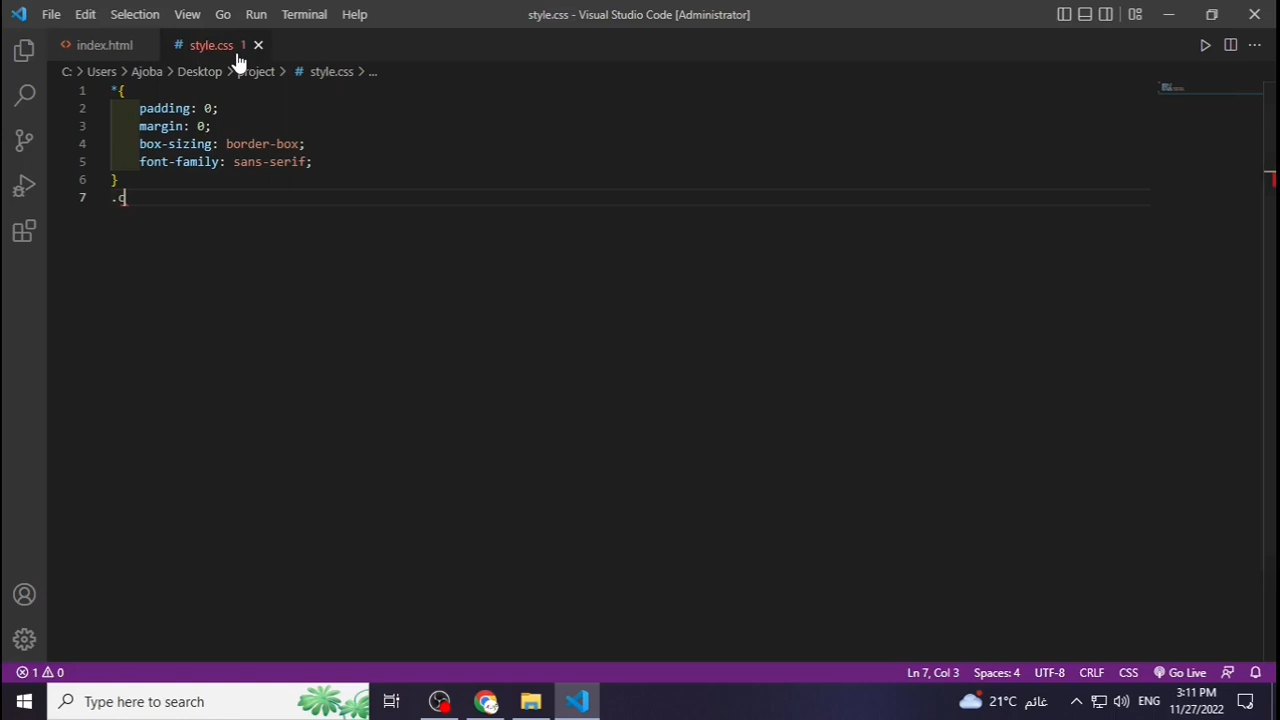 File Edit Selection View Go Run Terminal Help
style.css - Visual Studio Code [Administrator]
index.html
style.css 1
C: > Users > Ajoba > Desktop > project > # style.css > ...
1 *{
2 padding: 0;
3 margin: 0;
4 box-sizing: border-box;
5 font-family: sans-serif;
6 }
7 .c
1 0
Ln 7, Col 3 Spaces: 4 UTF-8 CRLF CSS Go Live
Type here to search
21°C غائم
ENG
3:11 PM
11/27/2022